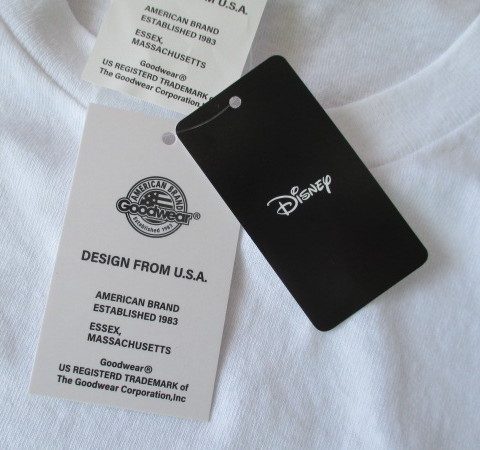 FROM U.S.A.
AMERICAN BRAND
ESTABLISHED 1983
ESSEX,
MASSACHUSETTS
Goodwear®
US REGISTERD TRADEMARK of
The Goodwear Corporation,Inc
Disney
AMERICAN BRAND
Goodwear®
Established 1983
DESIGN FROM U.S.A.
AMERICAN BRAND
ESTABLISHED 1983
ESSEX,
MASSACHUSETTS
Goodwear®
US REGISTERD TRADEMARK of
The Goodwear Corporation,Inc